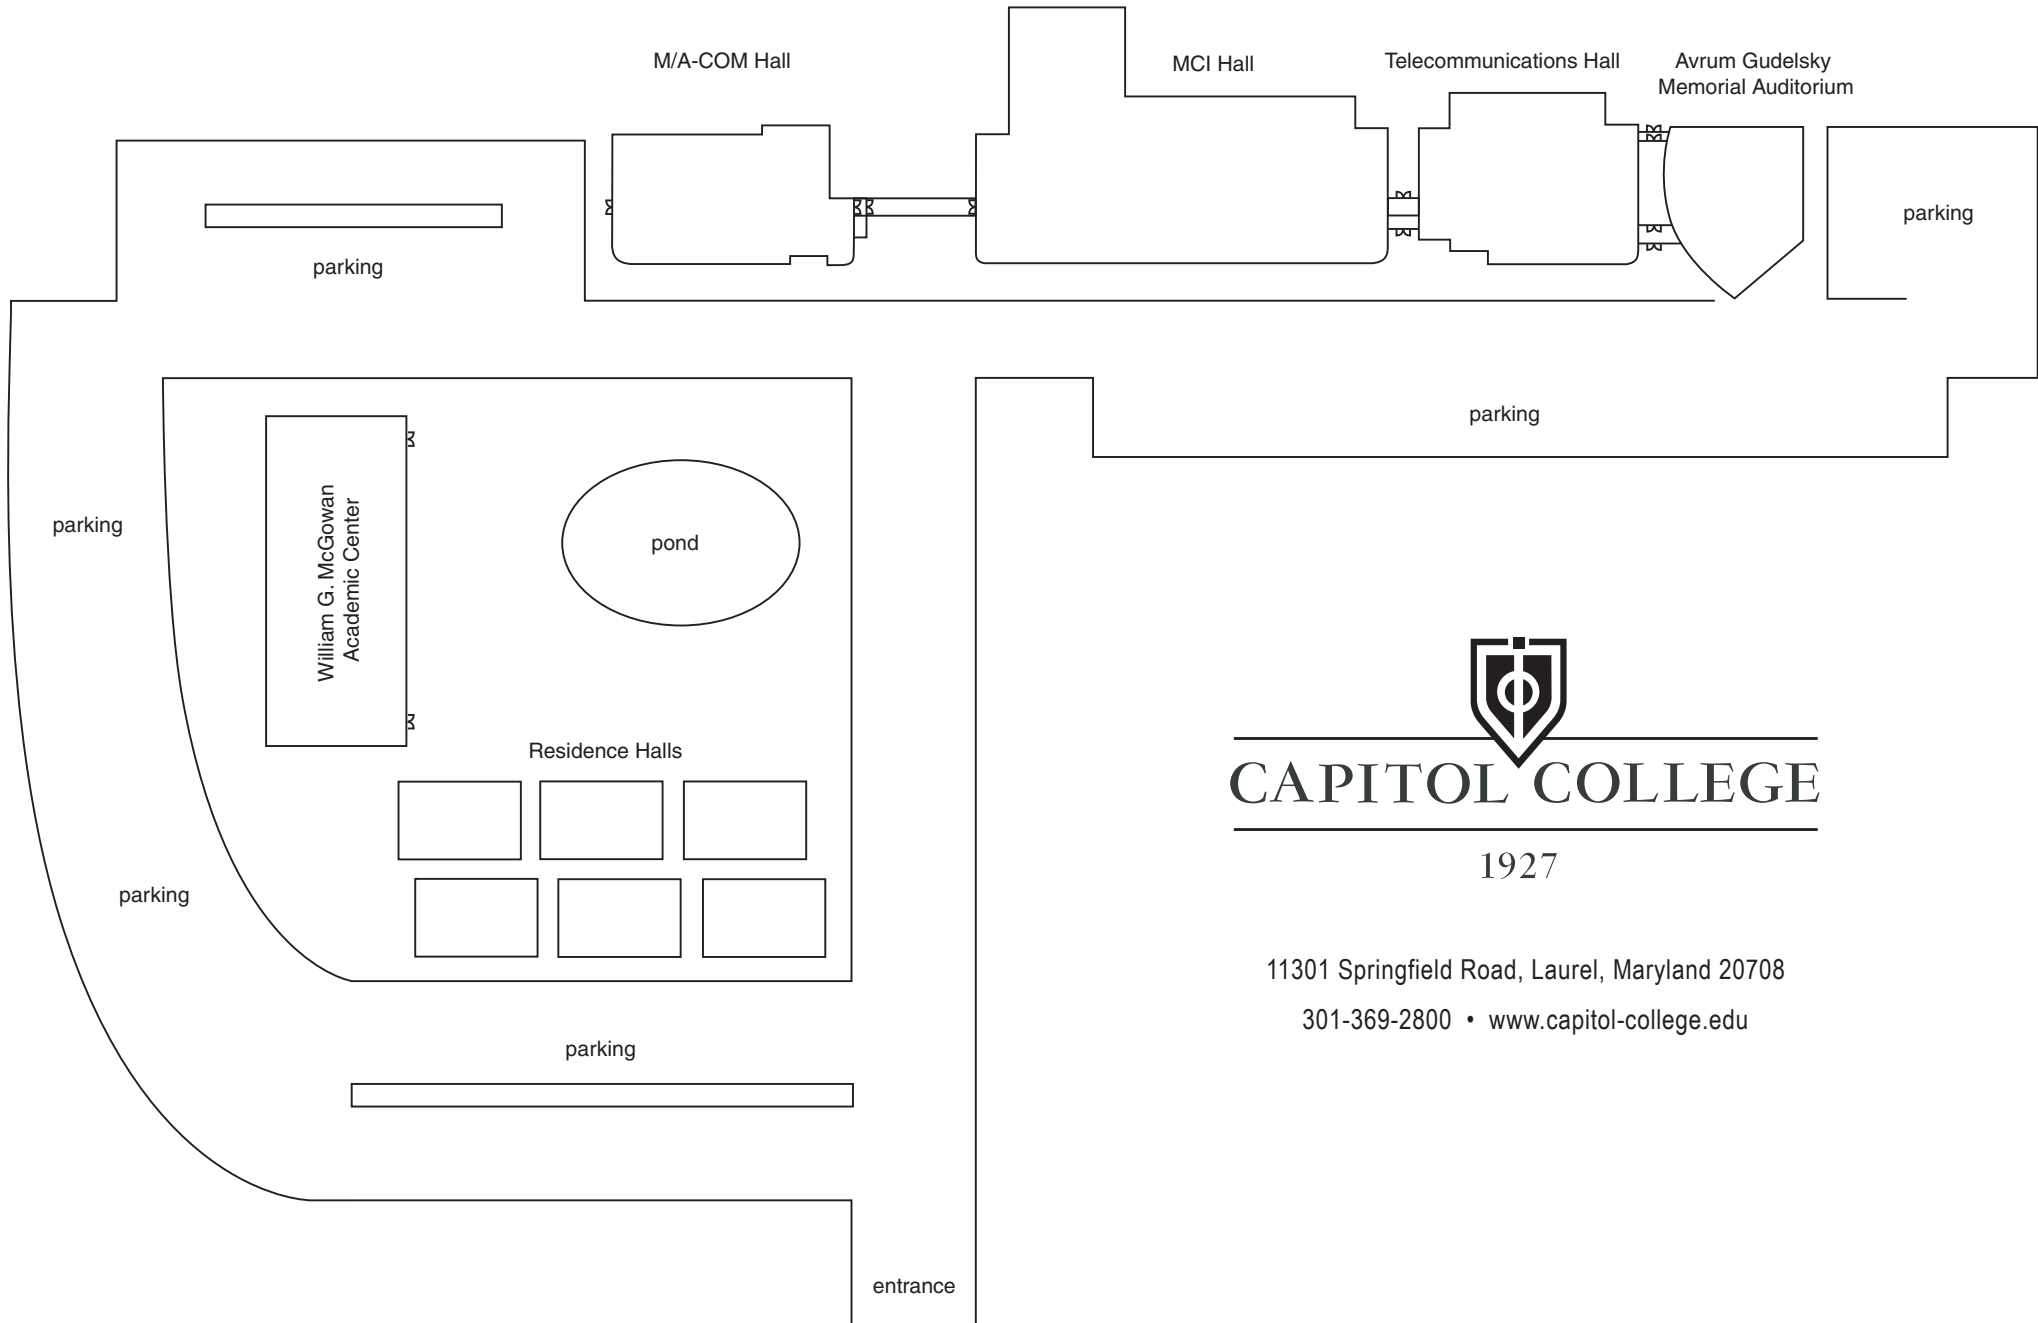 M/A-COM Hall
MCI Hall
Telecommunications Hall
Avrum Gudelsky
Memorial Auditorium
parking
parking
parking
parking
William G. McGowan
Academic Center
pond
Residence Halls
parking
parking
entrance
CAPITOL COLLEGE
1927
11301 Springfield Road, Laurel, Maryland 20708
301-369-2800 • www.capitol-college.edu